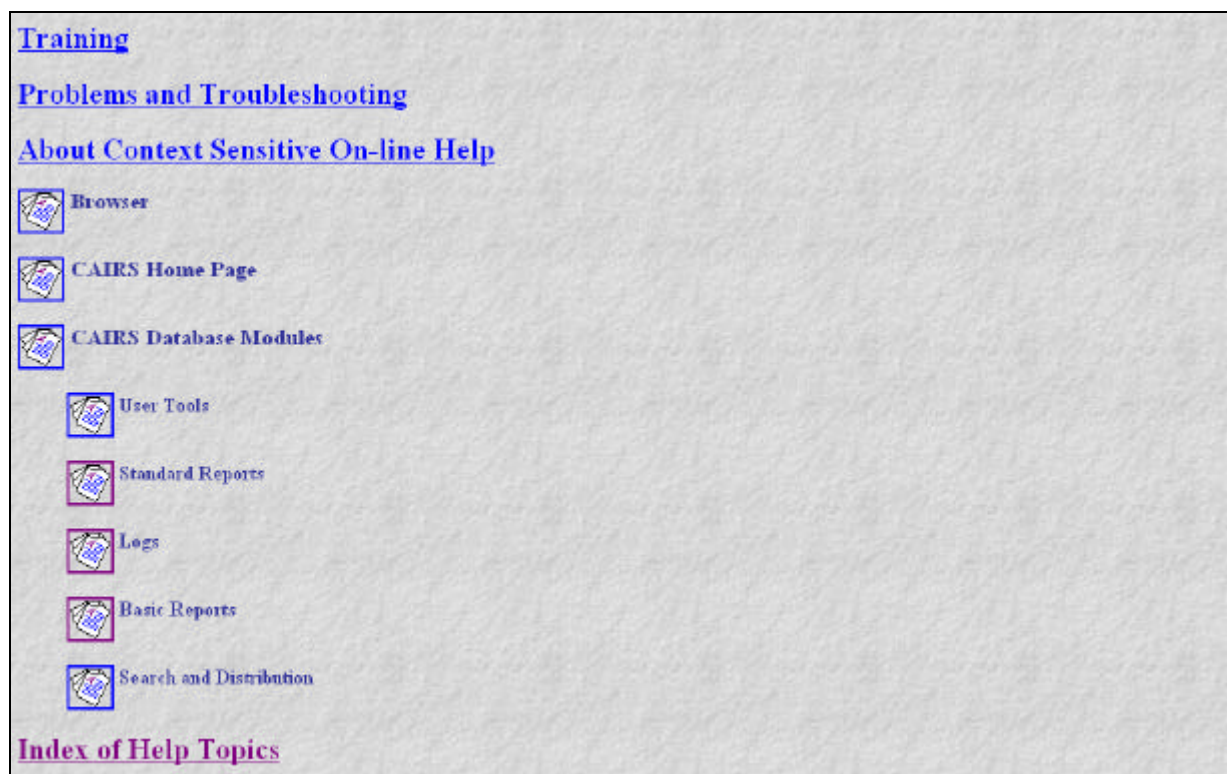 Training
Problems and Troubleshooting
About Context Sensitive On-line Help
Browser
CAIRS Home Page
CAIRS Database Modules
User Tools
Standard Reports
Logs
Basic Reports
Search and Distribution
Index of Help Topics